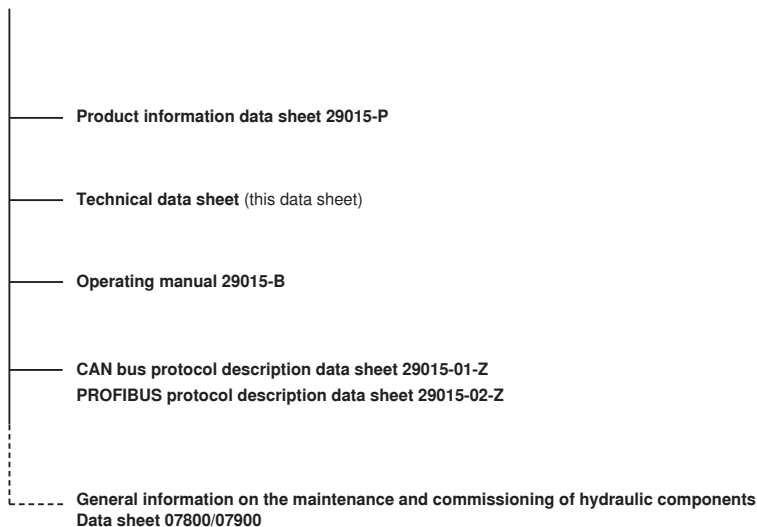 Product information data sheet 29015-P
Technical data sheet (this data sheet)
Operating manual 29015-B
CAN bus protocol description data sheet 29015-01-Z
PROFIBUS protocol description data sheet 29015-02-Z
General information on the maintenance and commissioning of hydraulic components
Data sheet 07800/07900